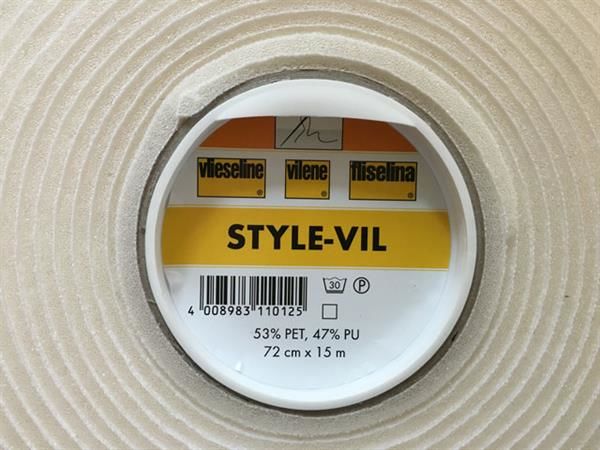 vlieseline vilene fliselina
STYLE-VIL
30 P
4 008983 110125
53% PET, 47% PU
72 cm x 15 m